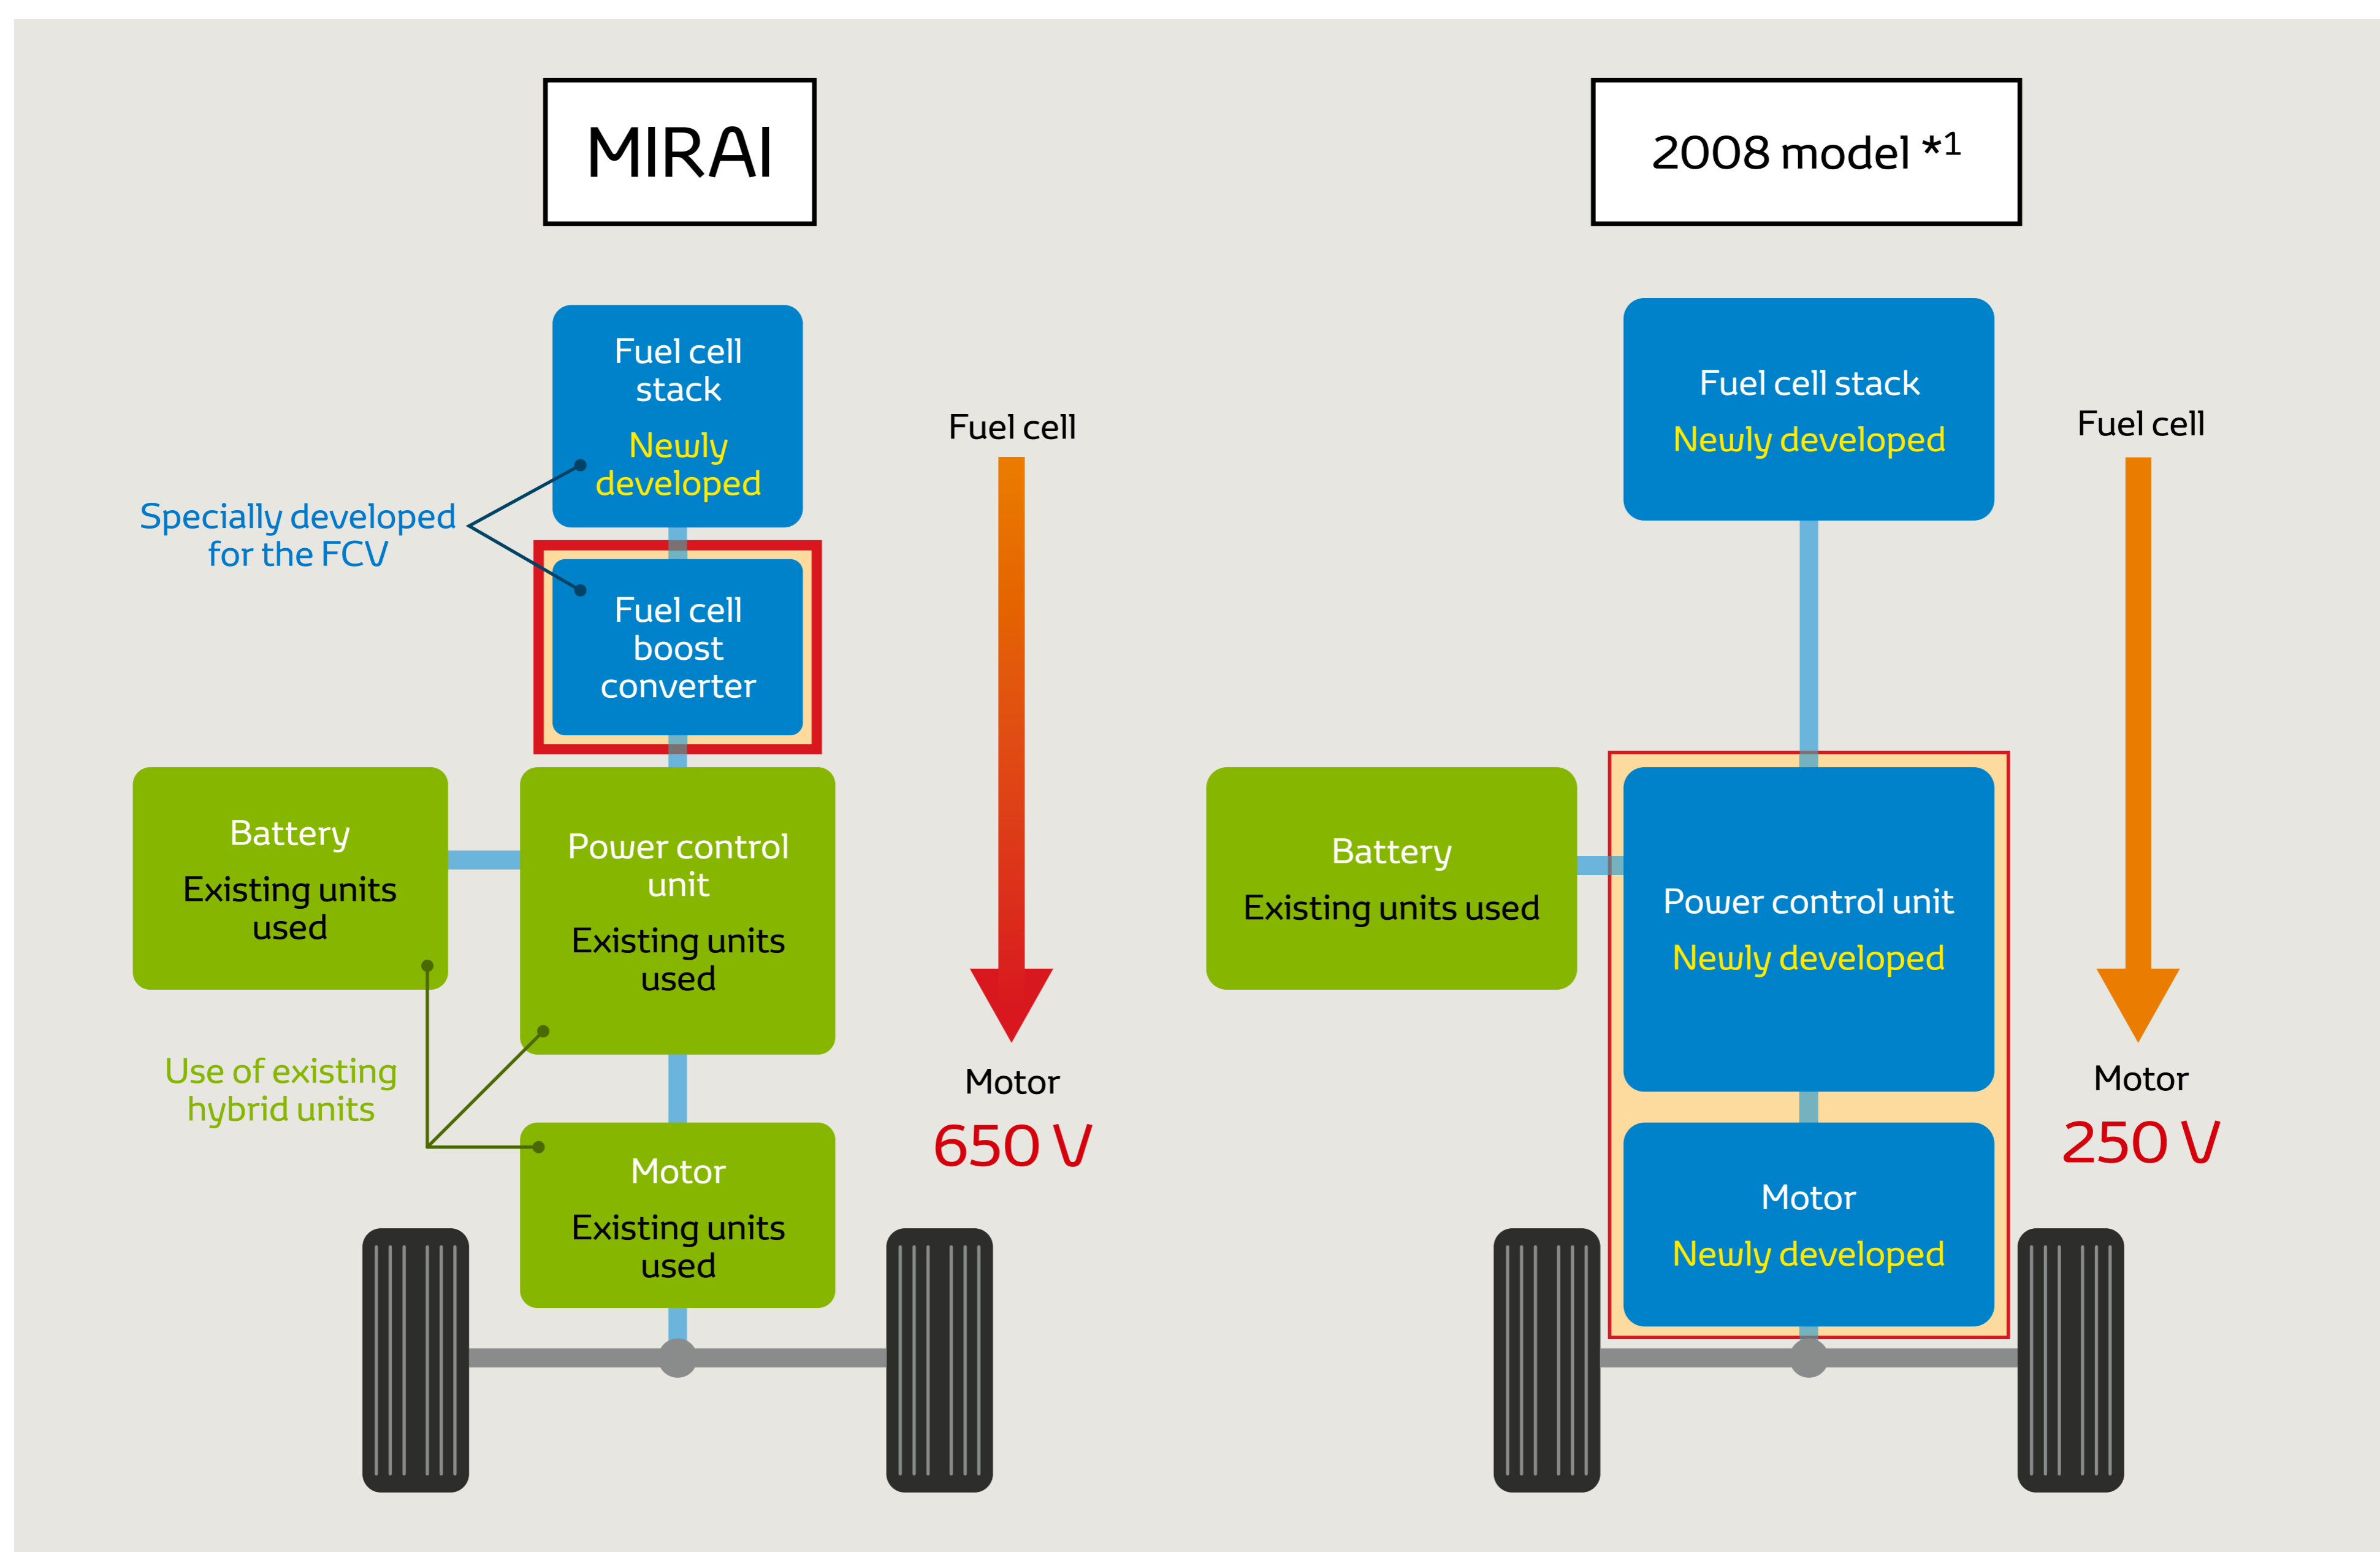 MIRAI
Fuel cell
stack
Newly
developed
Specially developed
for the FCV
Fuel cell
boost
converter
Battery
Existing units
used
Power control
unit
Existing units
used
Use of existing
hybrid units
Motor
Existing units
used
Fuel cell
Motor
650 V
2008 model *1
Fuel cell stack
Newly developed
Battery
Existing units used
Power control unit
Newly developed
Motor
Newly developed
Fuel cell
Motor
250 V